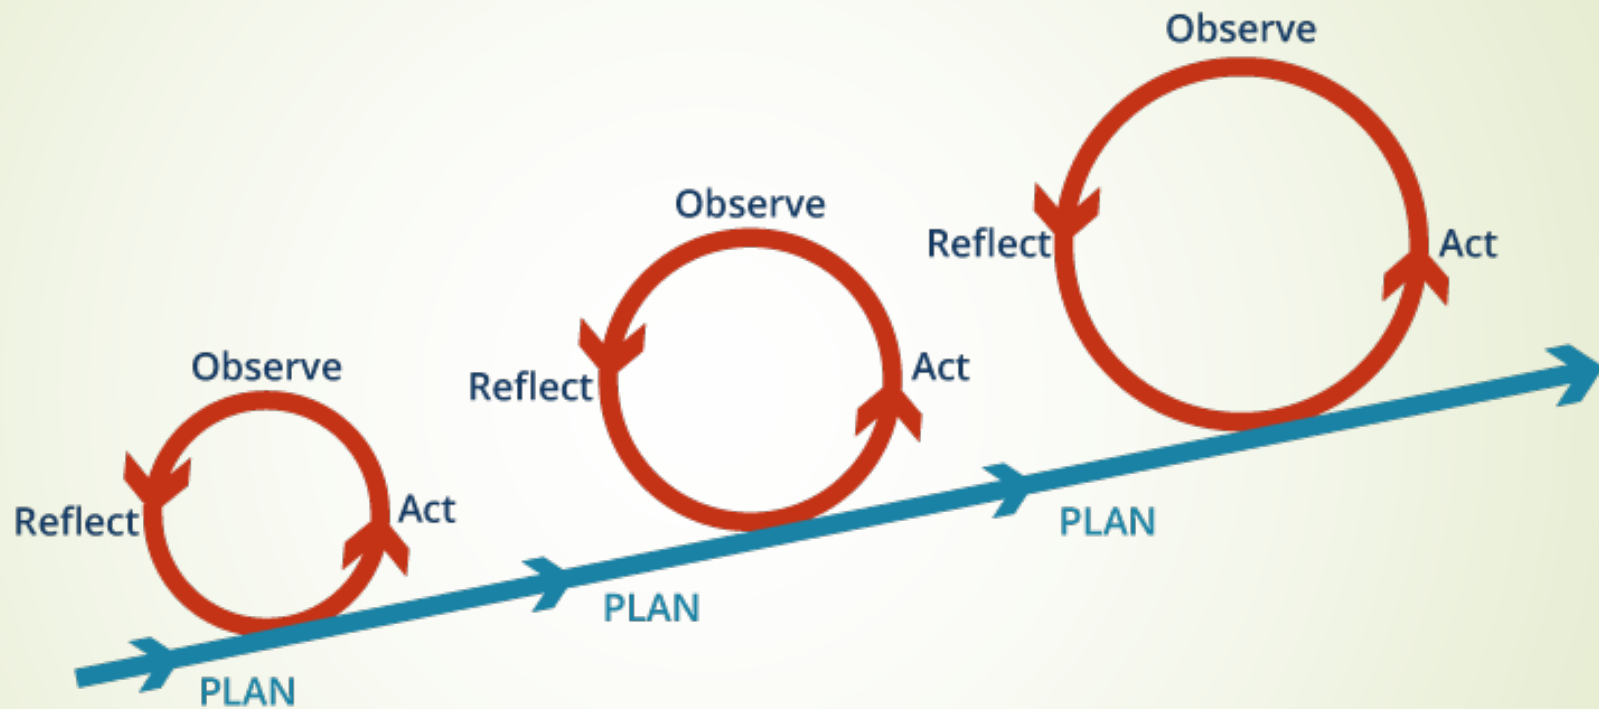 Observe
Reflect
Act
PLAN
Observe
Reflect
Act
PLAN
Observe
Reflect
Act
PLAN